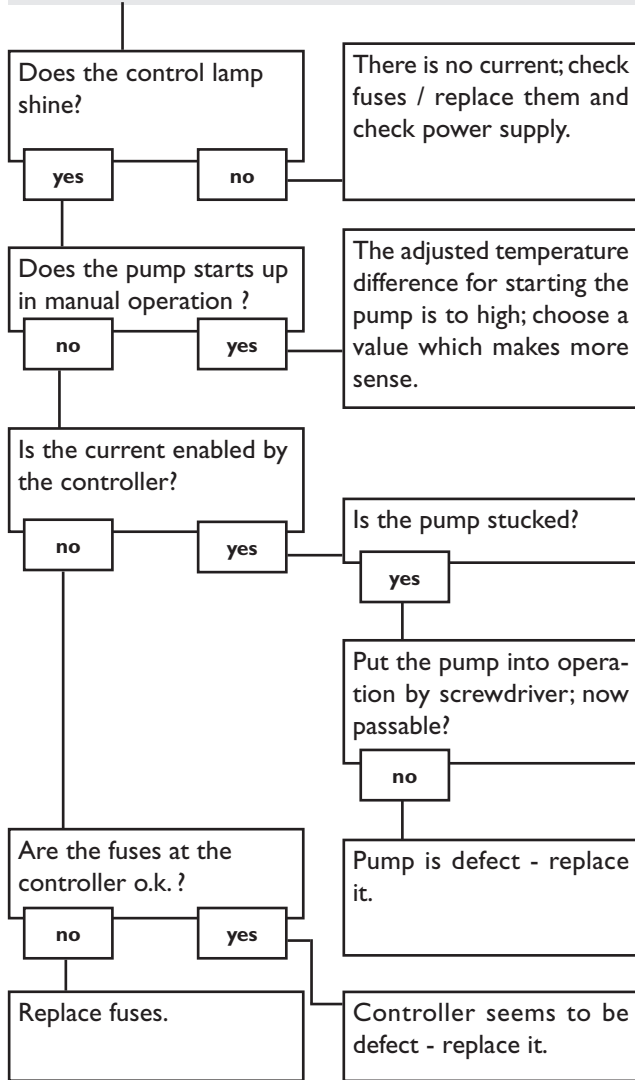 Does the control lamp
shine?
yes
no
There is no current; check
fuses / replace them and
check power supply.
Does the pump starts up
in manual operation ?
no
yes
The adjusted temperature
difference for starting the
pump is to high; choose a
value which makes more
sense.
Is the current enabled by
the controller?
no
yes
Is the pump stucked?
yes
Put the pump into opera-
tion by screwdriver; now
passable?
no
Pump is defect - replace
it.
Are the fuses at the
controller o.k. ?
no
yes
Replace fuses.
Controller seems to be
defect - replace it.